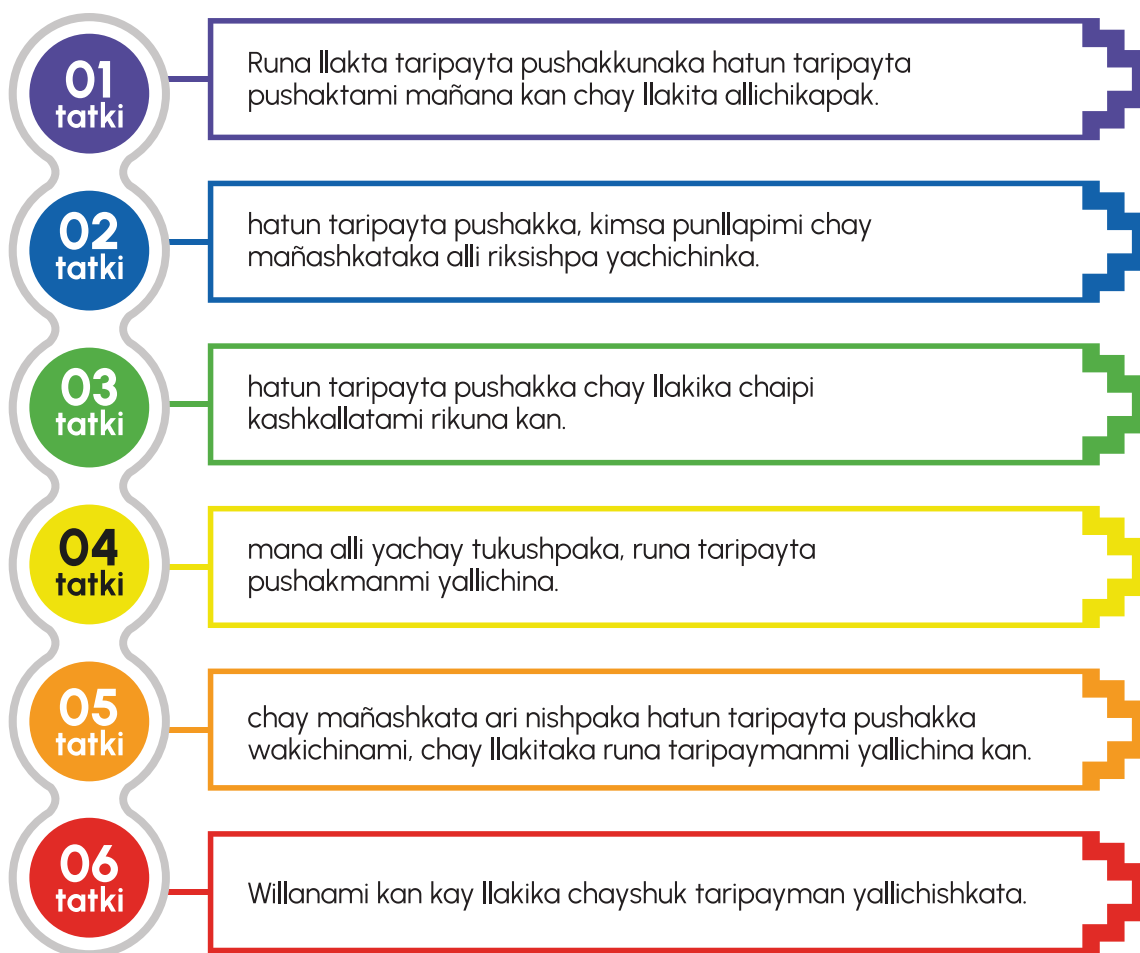 01
tatki
Runa llakta taripayta pushakkunaka hatun taripayta
pushaktami mañana kan chay llakita allichikapak.
02
tatki
hatun taripayta pushakka, kimsa punllapimi chay
mañashkataka alli riksishpa yachichinka.
03
tatki
hatun taripayta pushakka chay llakika chaipi
kashkallatami rikuna kan.
04
tatki
mana alli yachay tukushpaka, runa taripayta
pushakmanmi yallichina.
05
tatki
chay mañashkata ari nishpaka hatun taripayta pushakka
wakichinami, chay llakitaka runa taripaymanmi yallichina kan.
06
tatki
Willanami kan kay llakika chayshuk taripayman yallichishkata.